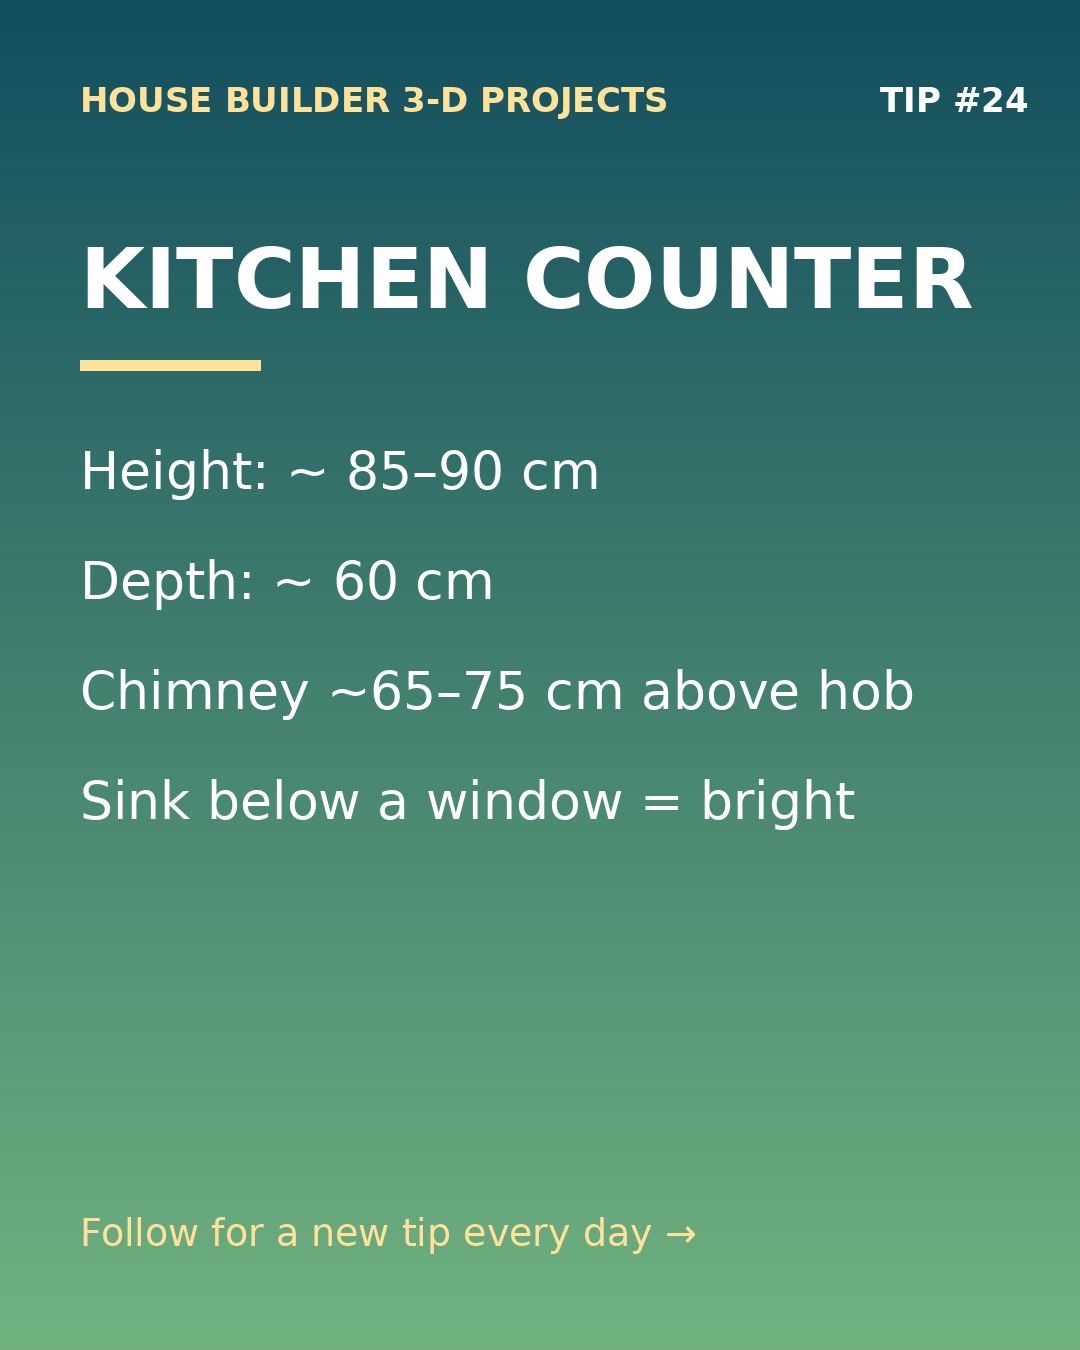 HOUSE BUILDER 3-D PROJECTS
TIP #24
KITCHEN COUNTER
Height: ~ 85–90 cm
Depth: ~ 60 cm
Chimney ~65–75 cm above hob
Sink below a window = bright
Follow for a new tip every day →